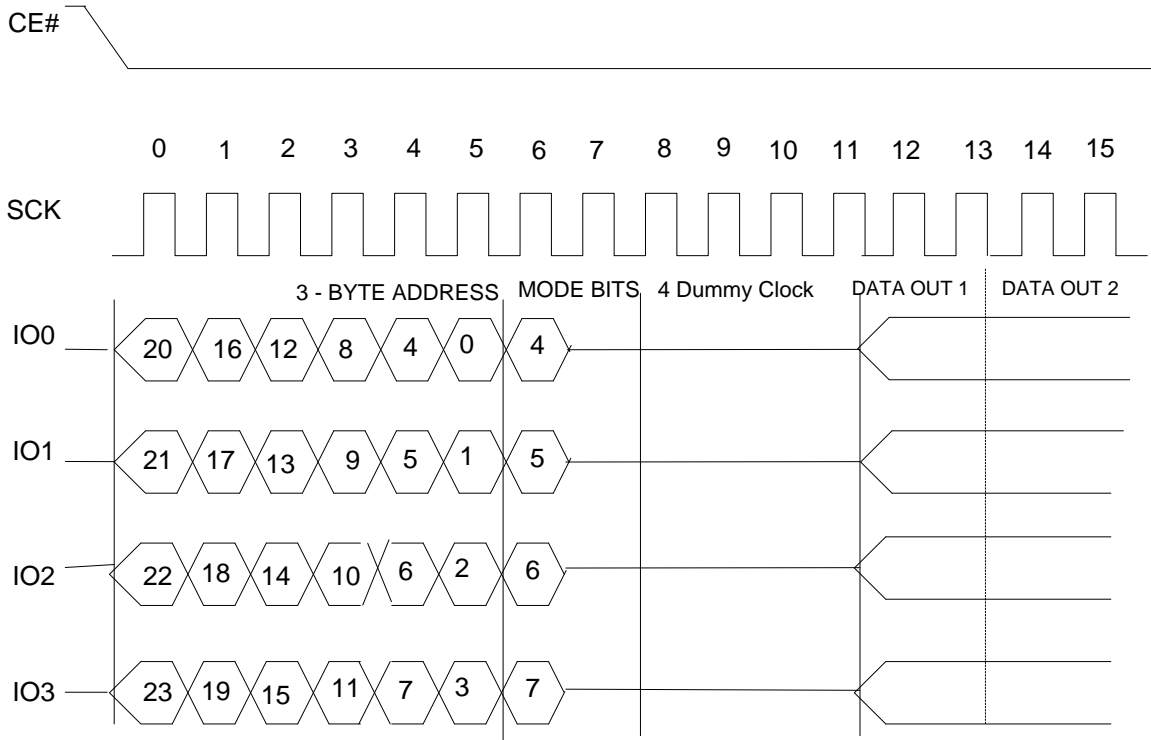 CE#
0 1 2 3 4 5 6 7 8 9 10 11 12 13 14 15
SCK
3 - BYTE ADDRESS MODE BITS 4 Dummy Clock DATA OUT 1 DATA OUT 2
IO0 20 16 12 8 4 0 4
IO1 21 17 13 9 5 1 5
IO2 22 18 14 10 6 2 6
IO3 23 19 15 11 7 3 7